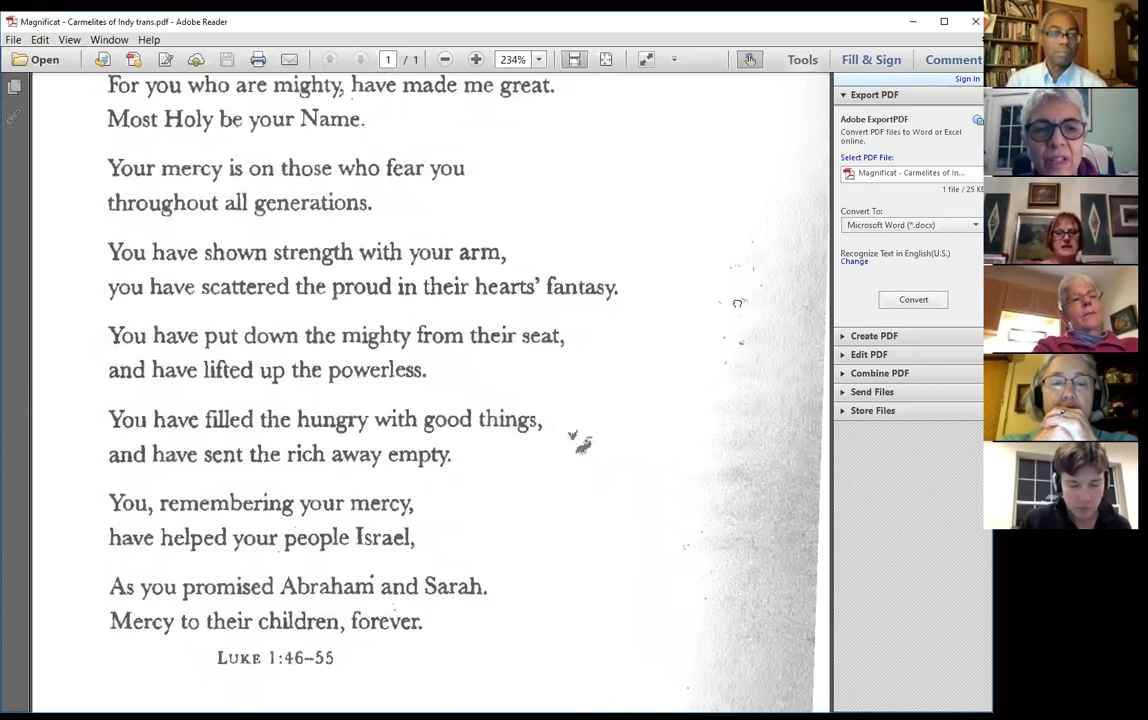 Magnificat - Carmelites of Indy trans.pdf - Adobe Reader
File Edit View Window Help
Open 1 / 1 234% Tools Fill & Sign Comment
Sign In
For you who are mighty, have made me great.
Most Holy be your Name.
Your mercy is on those who fear you
throughout all generations.
You have shown strength with your arm,
you have scattered the proud in their hearts’ fantasy.
You have put down the mighty from their seat,
and have lifted up the powerless.
You have filled the hungry with good things,
and have sent the rich away empty.
You, remembering your mercy,
have helped your people Israel,
As you promised Abraham and Sarah.
Mercy to their children, forever.
LUKE 1:46–55
Export PDF
Adobe ExportPDF
Convert PDF files to Word or Excel
online.
Select PDF File:
Magnificat - Carmelites of In...
1 file / 25 KB
Convert To:
Microsoft Word (*.docx)
Recognize Text in English(U.S.)
Change
Convert
Create PDF
Edit PDF
Combine PDF
Send Files
Store Files